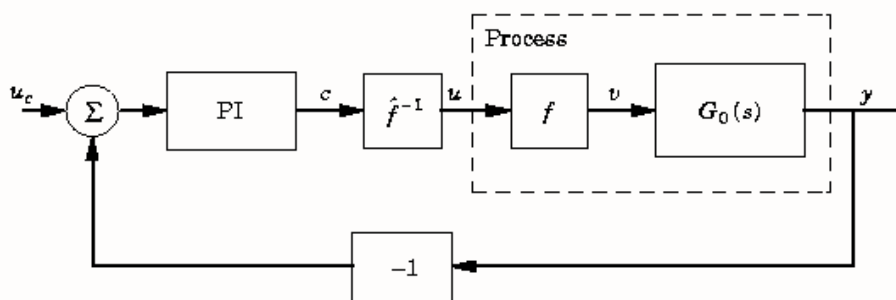 Process
u_c
Σ
PI
c
f̂⁻¹
u
f
v
G₀(s)
y
−1